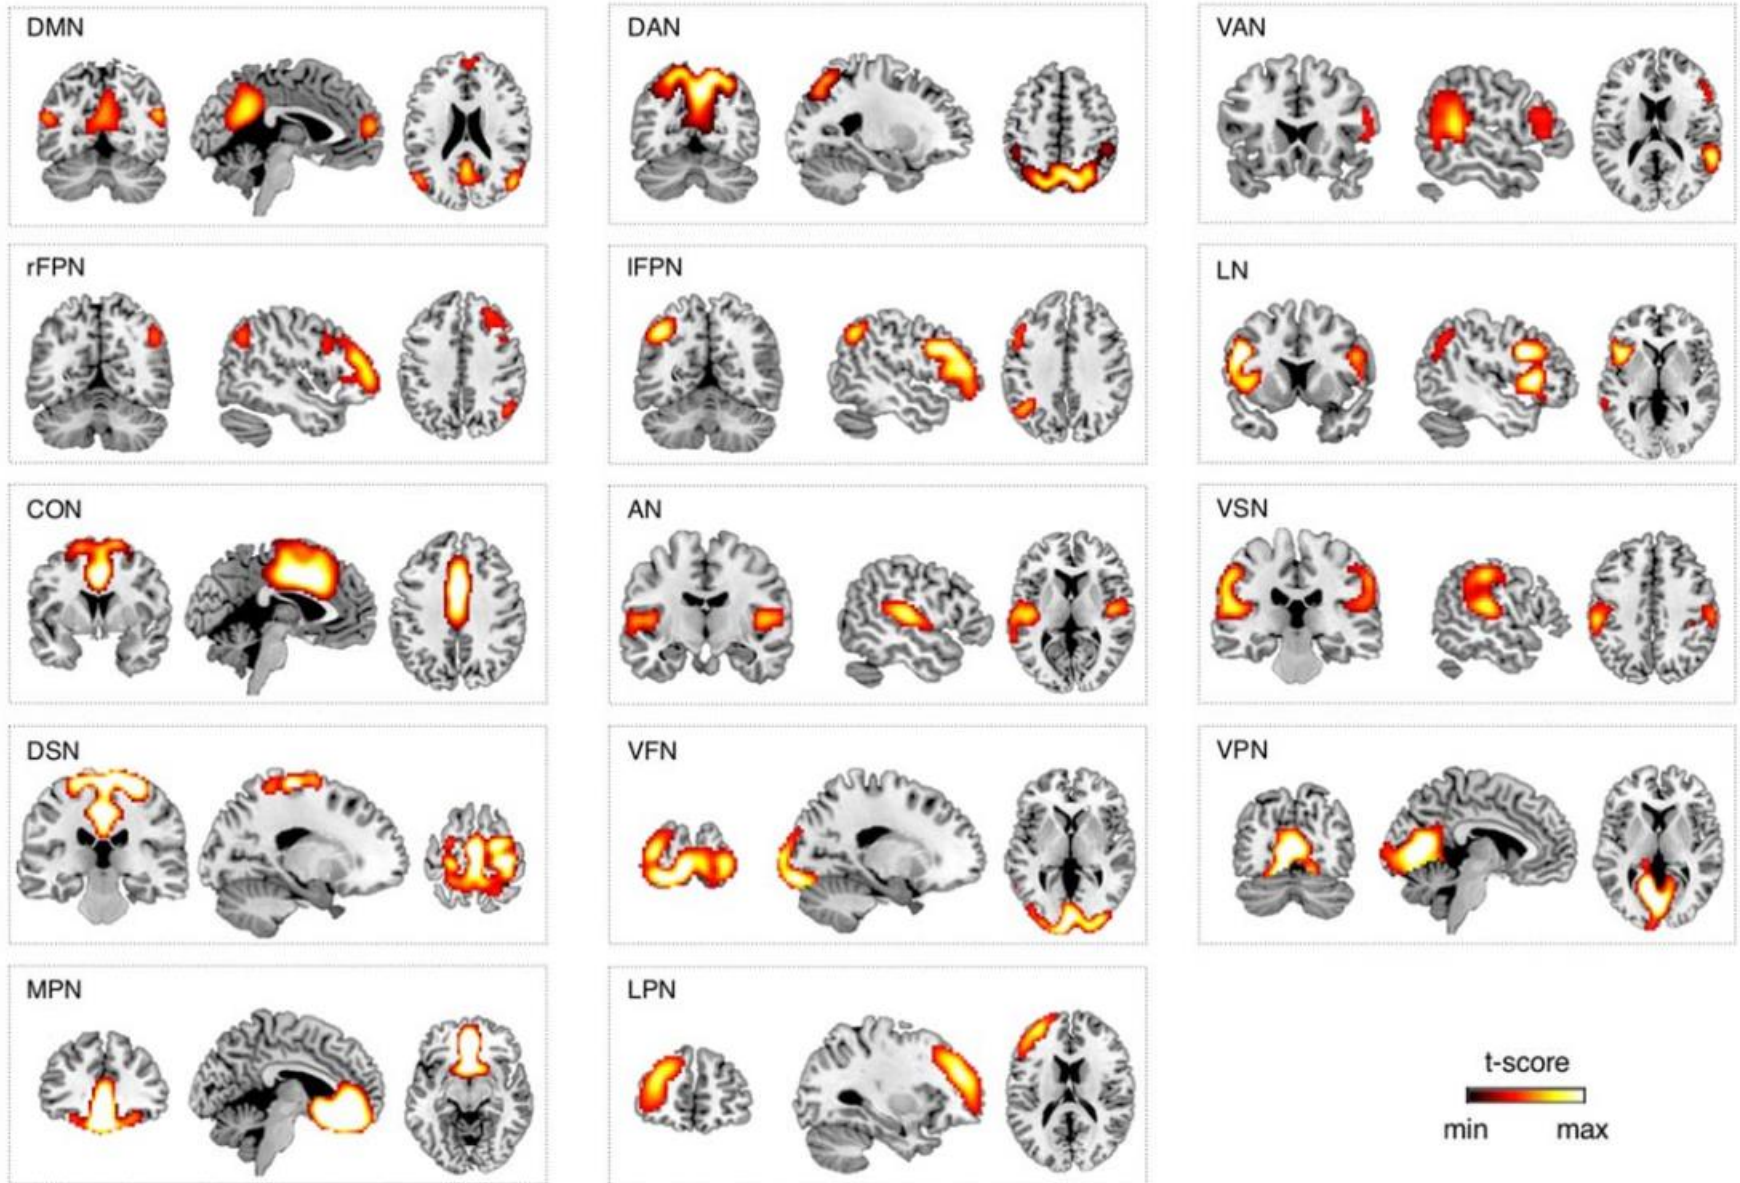 DMN
DAN
VAN
rFPN
lFPN
LN
CON
AN
VSN
DSN
VFN
VPN
MPN
LPN
t-score
min max